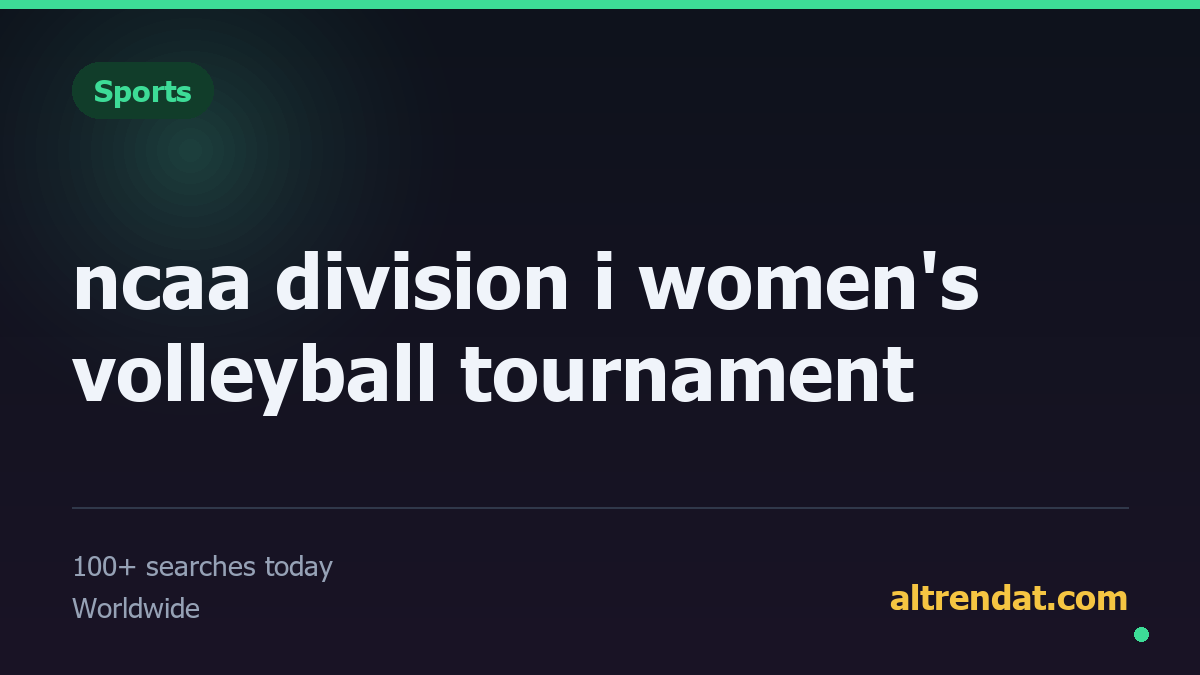 Sports
ncaa division i women's
volleyball tournament
100+ searches today
Worldwide
altrendat.com